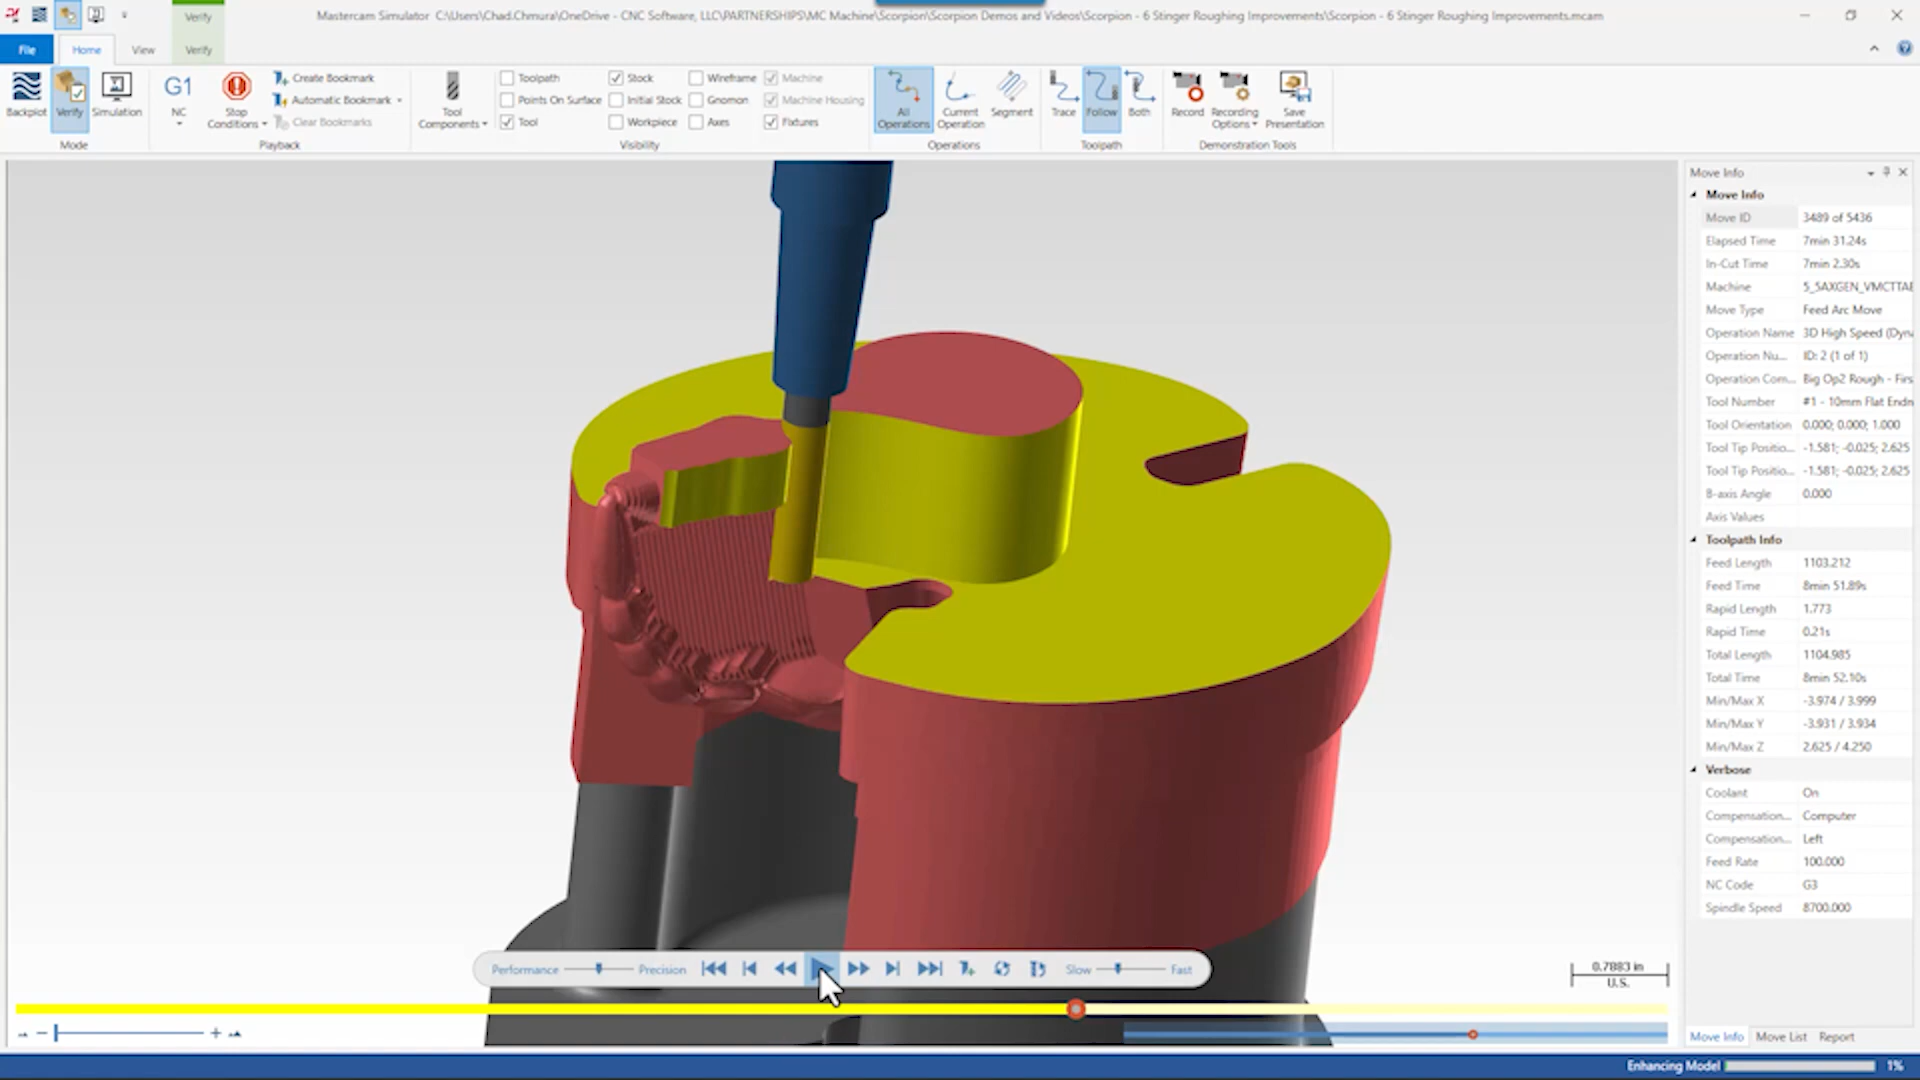 Verify
Mastercam Simulator C:\Users\Chad.Chmura\OneDrive - CNC Software, LLC\PARTNERSHIPS\MC Machine\Scorpion\Scorpion Demos and Videos\Scorpion - 6 Stinger Roughing Improvements\Scorpion - 6 Stinger Roughing Improvements.mcam
File Home View Verify
Backplot Verify Simulation
Mode
G1
NC
Stop Conditions
Create Bookmark
Automatic Bookmark
Clear Bookmarks
Playback
Tool Components
Toolpath
Points On Surface
Tool
Stock
Initial Stock
Workpiece
Wireframe
Gnomon
Axes
Machine
Machine Housing
Fixtures
Visibility
All Operations
Current Operation
Segment
Operations
Trace Follow Both
Toolpath
Record
Recording Options
Save Presentation
Demonstration Tools
Move Info
Move Info
Move ID 3489 of 5436
Elapsed Time 7min 31.24s
In-Cut Time 7min 2.30s
Machine 5_5AXGEN_VMCTTAB
Move Type Feed Arc Move
Operation Name 3D High Speed (Dyn
Operation Nu... ID: 2 (1 of 1)
Operation Com... Big Op2 Rough - Firs
Tool Number #1 - 10mm Flat Endn
Tool Orientation 0.000; 0.000; 1.000
Tool Tip Positio... -1.581; -0.025; 2.625
Tool Tip Positio... -1.581; -0.025; 2.625
B-axis Angle 0.000
Axis Values
Toolpath Info
Feed Length 1103.212
Feed Time 8min 51.89s
Rapid Length 1.773
Rapid Time 0.21s
Total Length 1104.985
Total Time 8min 52.10s
Min/Max X -3.974 / 3.999
Min/Max Y -3.931 / 3.934
Min/Max Z 2.625 / 4.250
Verbose
Coolant On
Compensation... Computer
Compensation... Left
Feed Rate 100.000
NC Code G3
Spindle Speed 8700.000
Performance Precision Slow Fast
0.7883 in
U.S.
Move Info Move List Report
Enhancing Model 1%